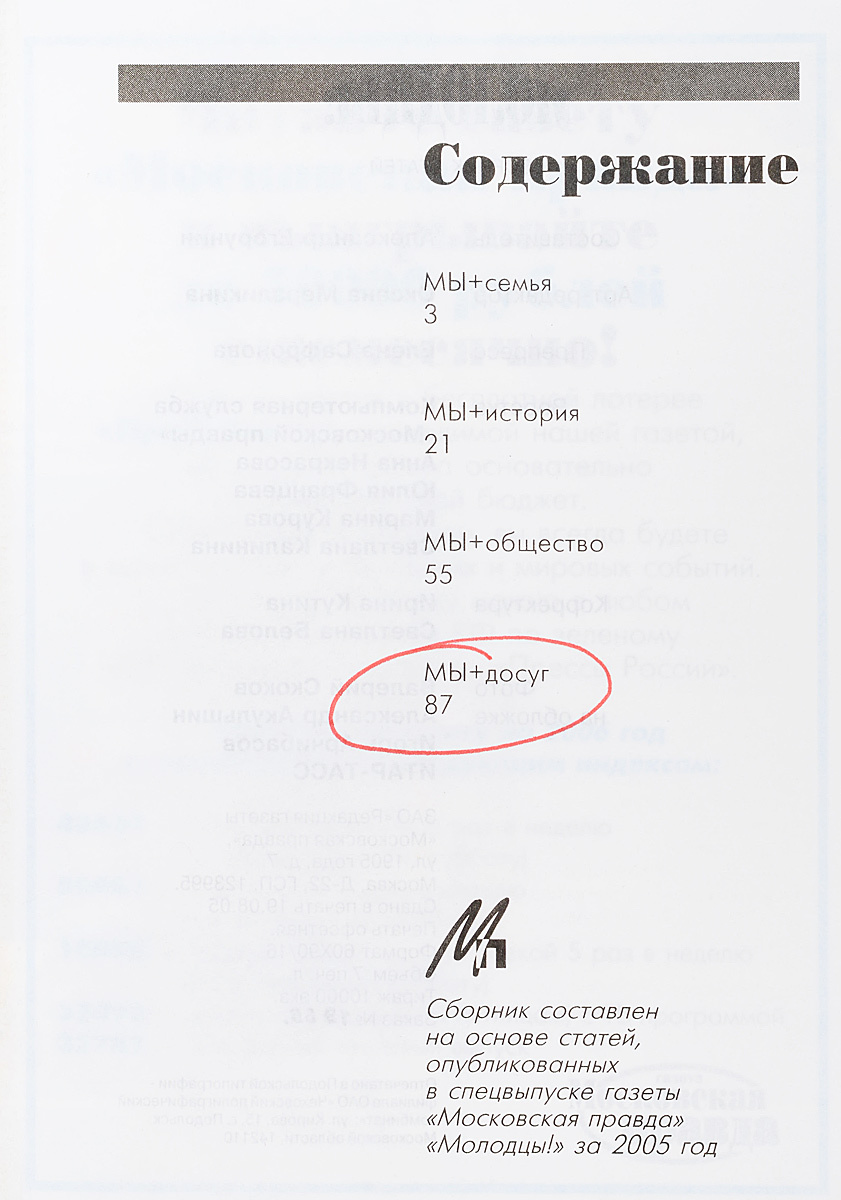 Содержание
МЫ+семья
3
МЫ+история
21
МЫ+общество
55
МЫ+досуг
87
МП
Сборник составлен
на основе статей,
опубликованных
в спецвыпуске газеты
«Московская правда»
«Молодцы!» за 2005 год